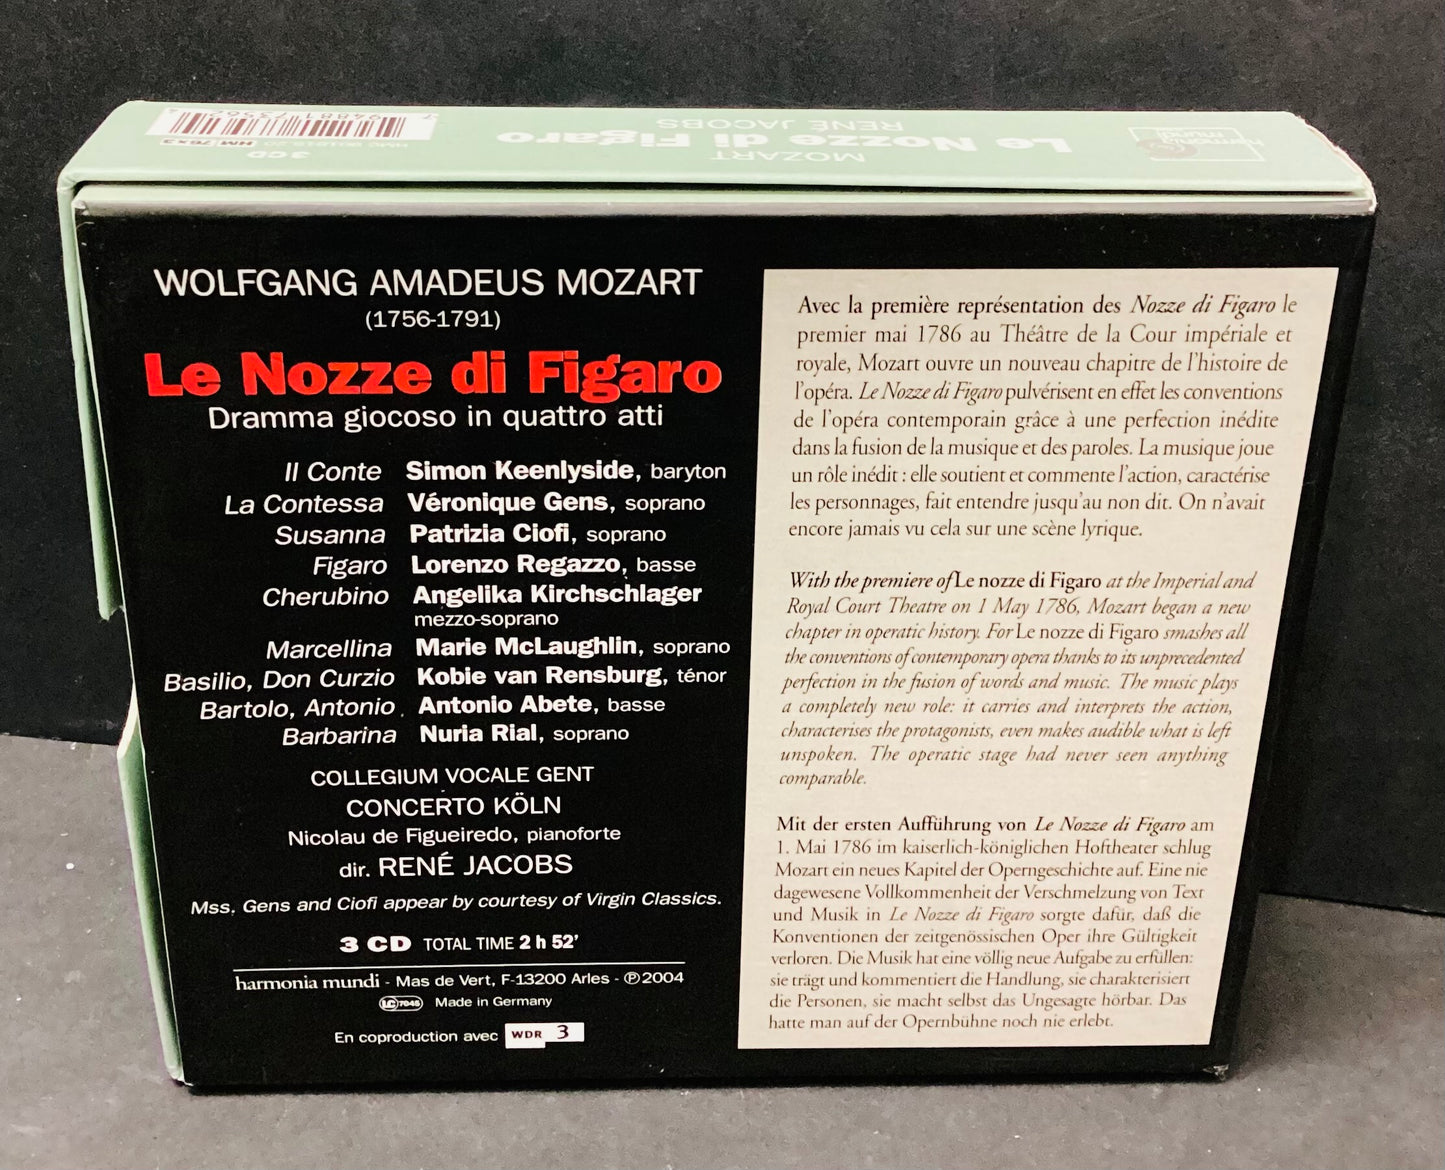 7 94881 73562
HMC 901818.20 HM 76x3
3 CD
MOZART
Le Nozze di Figaro
RENÉ JACOBS
harmonia
mundi
WOLFGANG AMADEUS MOZART
(1756-1791)
Le Nozze di Figaro
Dramma giocoso in quattro atti
Il Conte Simon Keenlyside, baryton
La Contessa Véronique Gens, soprano
Susanna Patrizia Ciofi, soprano
Figaro Lorenzo Regazzo, basse
Cherubino Angelika Kirchschlager
mezzo-soprano
Marcellina Marie McLaughlin, soprano
Basilio, Don Curzio Kobie van Rensburg, ténor
Bartolo, Antonio Antonio Abete, basse
Barbarina Nuria Rial, soprano
COLLEGIUM VOCALE GENT
CONCERTO KÖLN
Nicolau de Figueiredo, pianoforte
dir. RENÉ JACOBS
Mss. Gens and Ciofi appear by courtesy of Virgin Classics.
3 CD TOTAL TIME 2 h 52'
harmonia mundi - Mas de Vert, F-13200 Arles - ℗2004
LC 7045 Made in Germany
En coproduction avec WDR 3
Avec la première représentation des Nozze di Figaro le
premier mai 1786 au Théâtre de la Cour impériale et
royale, Mozart ouvre un nouveau chapitre de l'histoire de
l'opéra. Le Nozze di Figaro pulvérisent en effet les conventions
de l'opéra contemporain grâce à une perfection inédite
dans la fusion de la musique et des paroles. La musique joue
un rôle inédit : elle soutient et commente l'action, caractérise
les personnages, fait entendre jusqu'au non dit. On n'avait
encore jamais vu cela sur une scène lyrique.
With the premiere of Le nozze di Figaro at the Imperial and
Royal Court Theatre on 1 May 1786, Mozart began a new
chapter in operatic history. For Le nozze di Figaro smashes all
the conventions of contemporary opera thanks to its unprecedented
perfection in the fusion of words and music. The music plays
a completely new role: it carries and interprets the action,
characterises the protagonists, even makes audible what is left
unspoken. The operatic stage had never seen anything
comparable.
Mit der ersten Aufführung von Le Nozze di Figaro am
1. Mai 1786 im kaiserlich-königlichen Hoftheater schlug
Mozart ein neues Kapitel der Operngeschichte auf. Eine nie
dagewesene Vollkommenheit der Verschmelzung von Text
und Musik in Le Nozze di Figaro sorgte dafür, daß die
Konventionen der zeitgenössischen Oper ihre Gültigkeit
verloren. Die Musik hat eine völlig neue Aufgabe zu erfüllen:
sie trägt und kommentiert die Handlung, sie charakterisiert
die Personen, sie macht selbst das Ungesagte hörbar. Das
hatte man auf der Opernbühne noch nie erlebt.